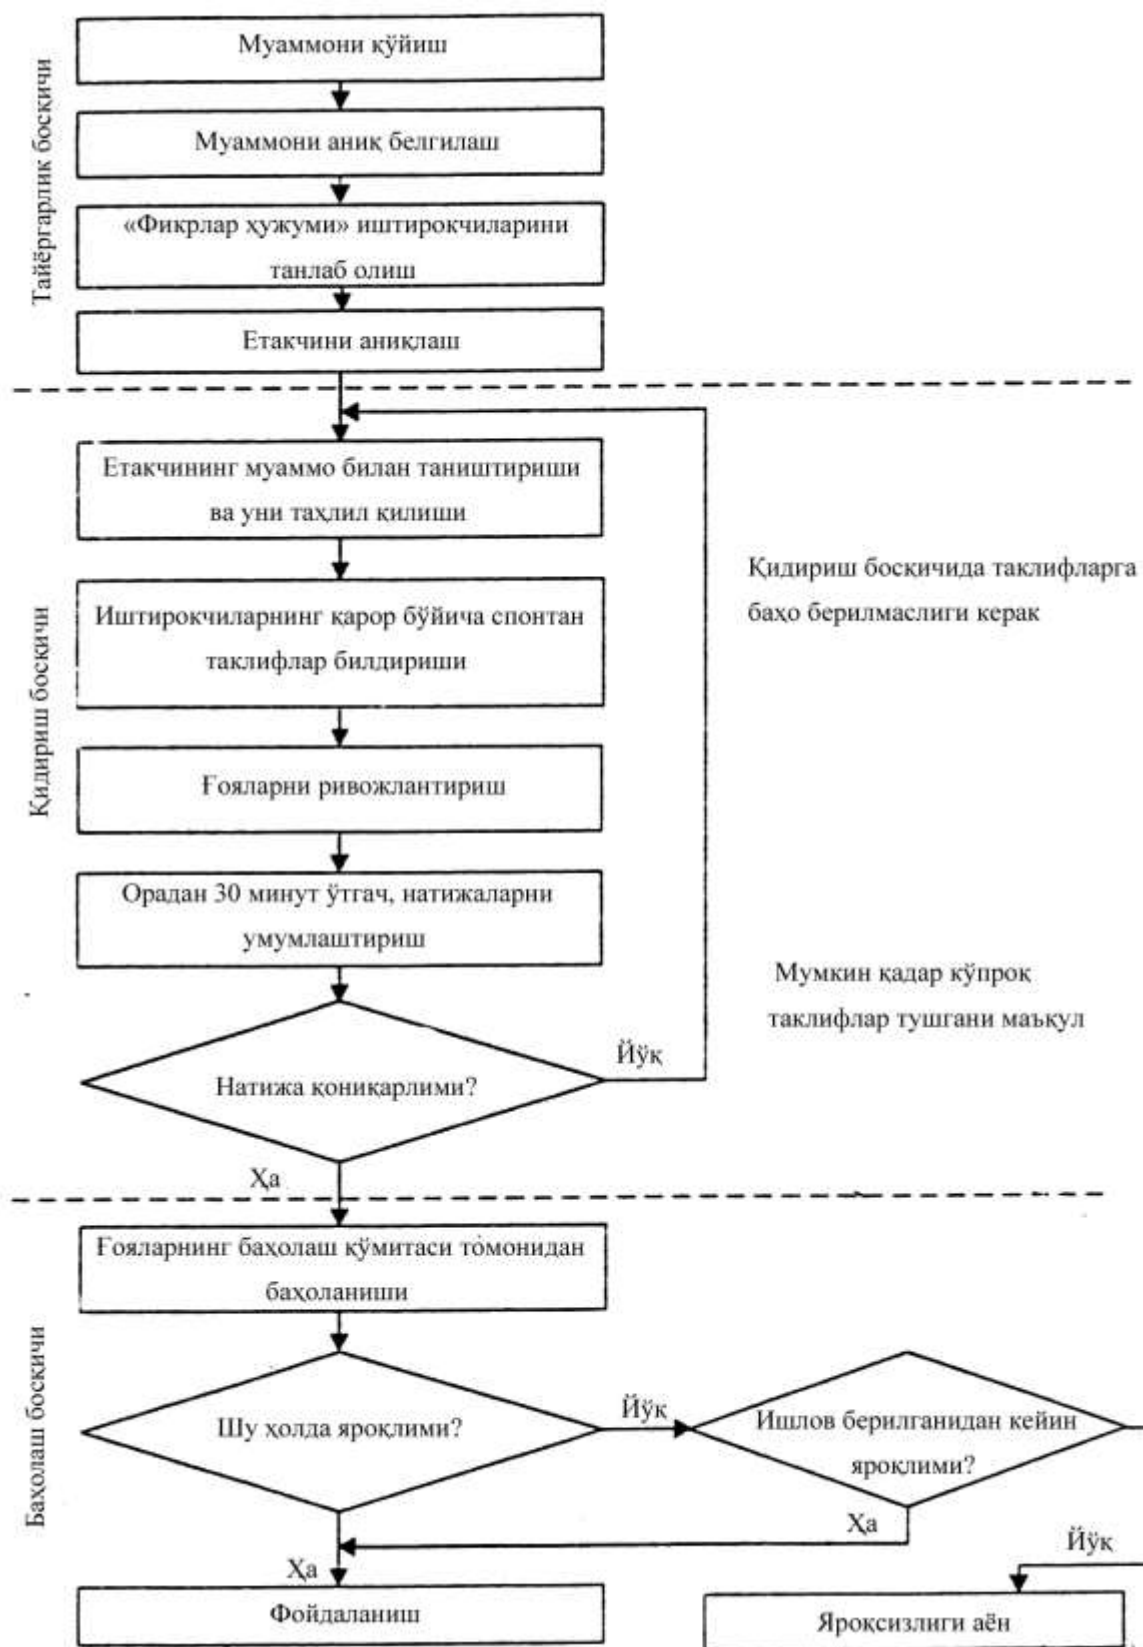 Тайёргарлик босқичи
Муаммони қўйиш
Муаммони аниқ белгилаш
«Фикрлар ҳужуми» иштирокчиларини
танлаб олиш
Етакчини аниқлаш
Қидириш босқичи
Етакчининг муаммо билан таништириши
ва уни таҳлил қилиши
Иштирокчиларнинг қарор бўйича спонтан
таклифлар билдириши
Ғояларни ривожлантириш
Орадан 30 минут ўтгач, натижаларни
умумлаштириш
Натижа қониқарлими?
Йўқ
Ҳа
Қидириш босқичида таклифларга
баҳо берилмаслиги керак
Мумкин қадар кўпроқ
таклифлар тушгани маъқул
Баҳолаш босқичи
Ғояларнинг баҳолаш қўмитаси томонидан
баҳоланиши
Шу ҳолда яроқлими?
Йўқ
Ишлов берилганидан кейин
яроқлими?
Ҳа
Ҳа
Йўқ
Фойдаланиш
Яроқсизлиги аён